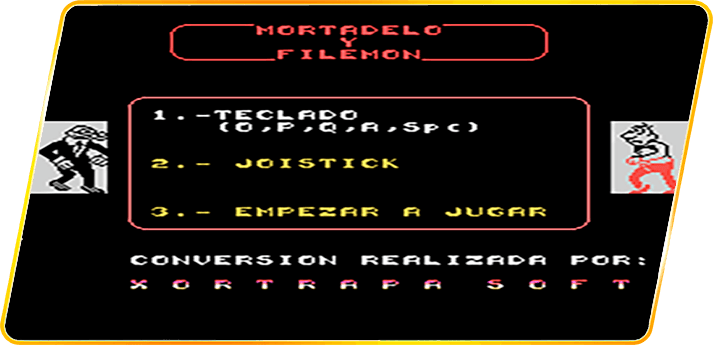 MORTADELO
Y
FILEMON
1.-TECLADO
(O,P,Q,A,Spc)
2.- JOISTICK
3.- EMPEZAR A JUGAR
CONVERSION REALIZADA POR:
XORTRAPA SOFT